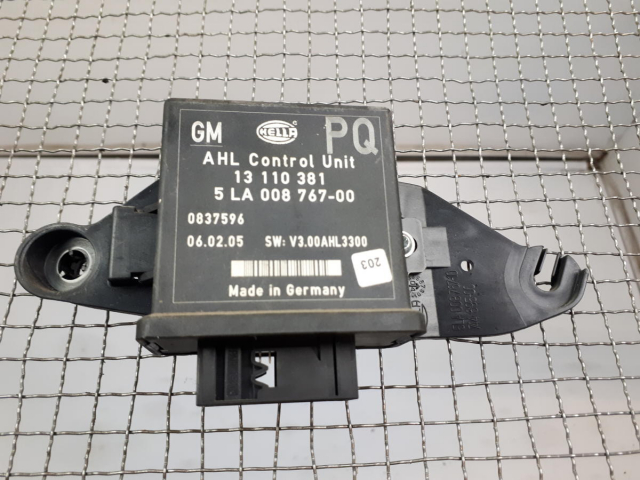 GM HELLA PQ
AHL Control Unit
13 110 381
5 LA 008 767-00
0837596
06.02.05 SW: V3.00AHL3300
203
Made in Germany